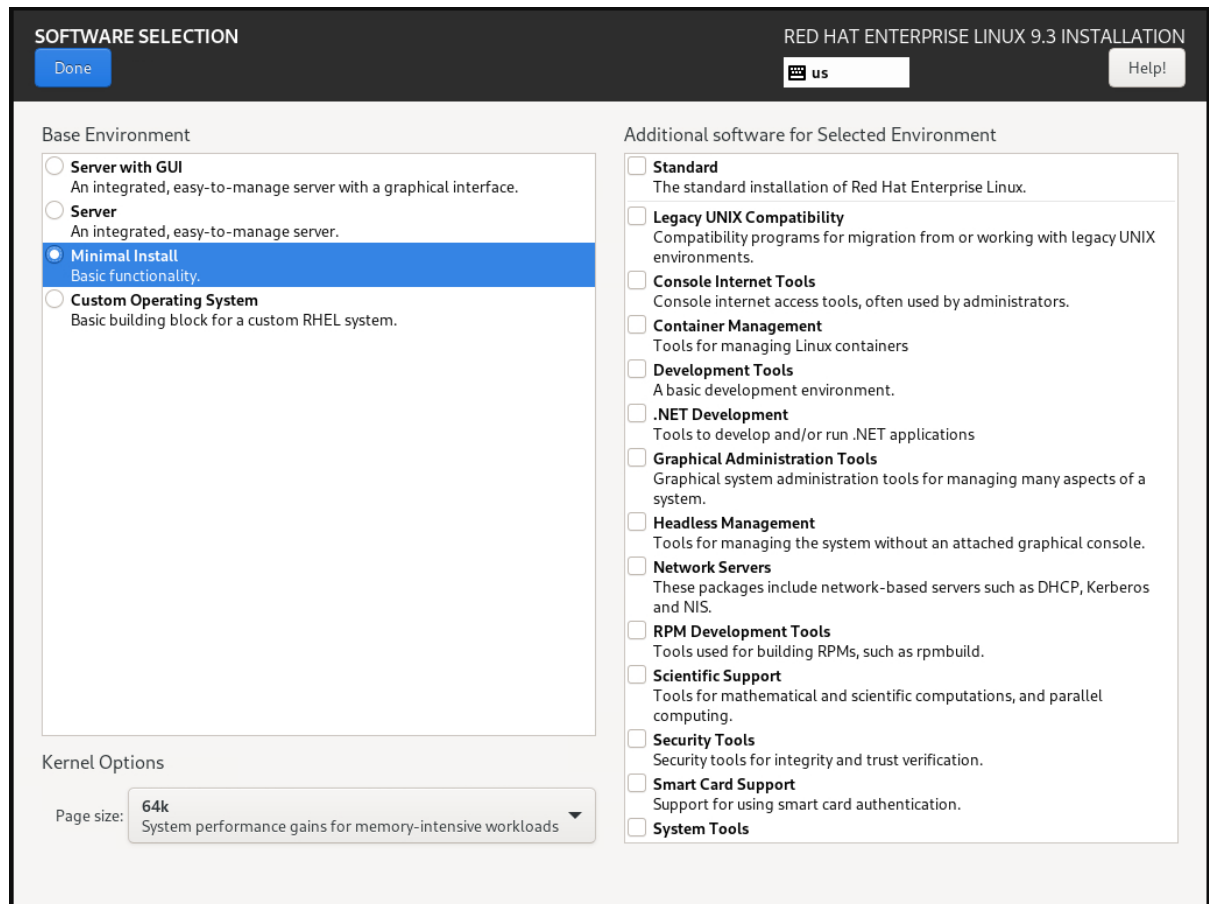 SOFTWARE SELECTION
Done
RED HAT ENTERPRISE LINUX 9.3 INSTALLATION
us
Help!
Base Environment
Server with GUI
An integrated, easy-to-manage server with a graphical interface.
Server
An integrated, easy-to-manage server.
Minimal Install
Basic functionality.
Custom Operating System
Basic building block for a custom RHEL system.
Kernel Options
Page size:
64k
System performance gains for memory-intensive workloads
Additional software for Selected Environment
Standard
The standard installation of Red Hat Enterprise Linux.
Legacy UNIX Compatibility
Compatibility programs for migration from or working with legacy UNIX
environments.
Console Internet Tools
Console internet access tools, often used by administrators.
Container Management
Tools for managing Linux containers
Development Tools
A basic development environment.
.NET Development
Tools to develop and/or run .NET applications
Graphical Administration Tools
Graphical system administration tools for managing many aspects of a
system.
Headless Management
Tools for managing the system without an attached graphical console.
Network Servers
These packages include network-based servers such as DHCP, Kerberos
and NIS.
RPM Development Tools
Tools used for building RPMs, such as rpmbuild.
Scientific Support
Tools for mathematical and scientific computations, and parallel
computing.
Security Tools
Security tools for integrity and trust verification.
Smart Card Support
Support for using smart card authentication.
System Tools